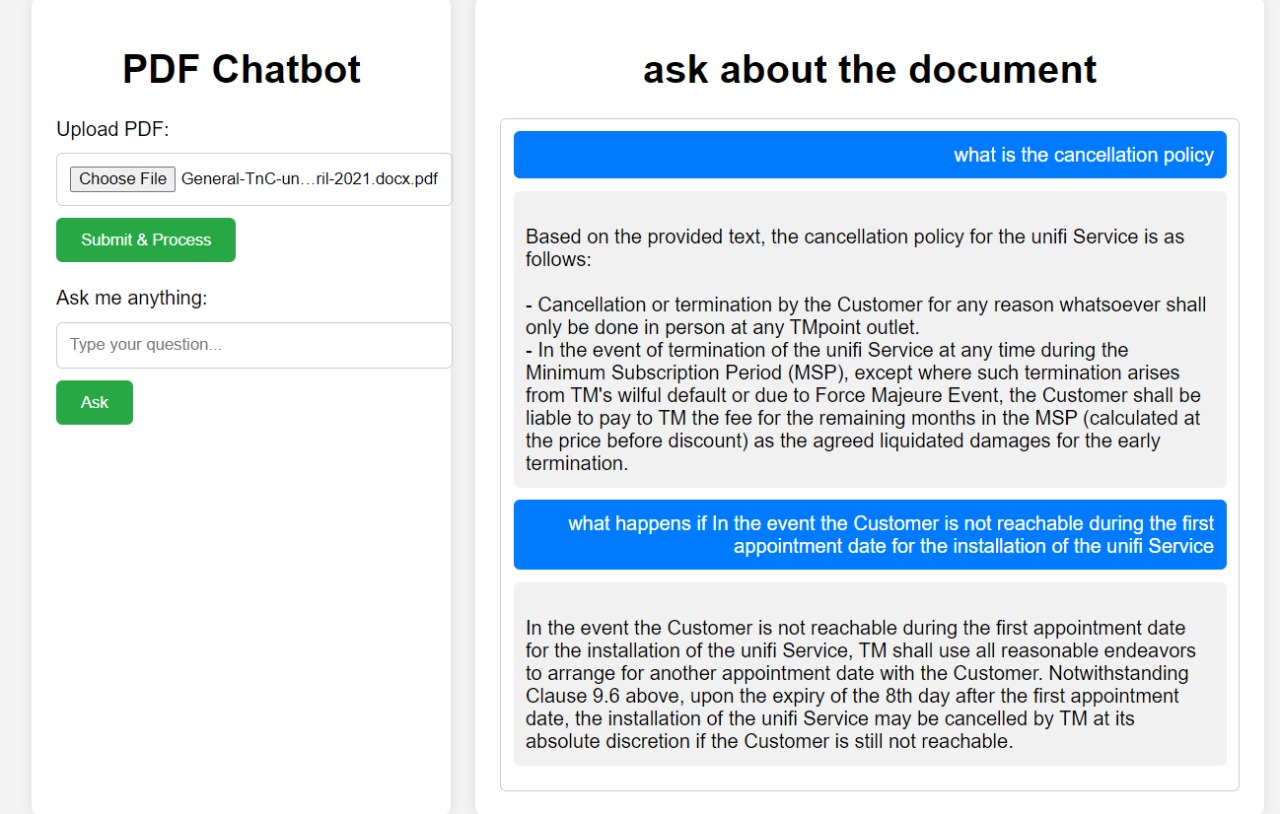 PDF Chatbot
Upload PDF:
Choose File General-TnC-un...ril-2021.docx.pdf
Submit & Process
Ask me anything:
Type your question...
Ask
ask about the document
what is the cancellation policy
Based on the provided text, the cancellation policy for the unifi Service is as
follows:
- Cancellation or termination by the Customer for any reason whatsoever shall
only be done in person at any TMpoint outlet.
- In the event of termination of the unifi Service at any time during the
Minimum Subscription Period (MSP), except where such termination arises
from TM's wilful default or due to Force Majeure Event, the Customer shall be
liable to pay to TM the fee for the remaining months in the MSP (calculated at
the price before discount) as the agreed liquidated damages for the early
termination.
what happens if In the event the Customer is not reachable during the first
appointment date for the installation of the unifi Service
In the event the Customer is not reachable during the first appointment date
for the installation of the unifi Service, TM shall use all reasonable endeavors
to arrange for another appointment date with the Customer. Notwithstanding
Clause 9.6 above, upon the expiry of the 8th day after the first appointment
date, the installation of the unifi Service may be cancelled by TM at its
absolute discretion if the Customer is still not reachable.